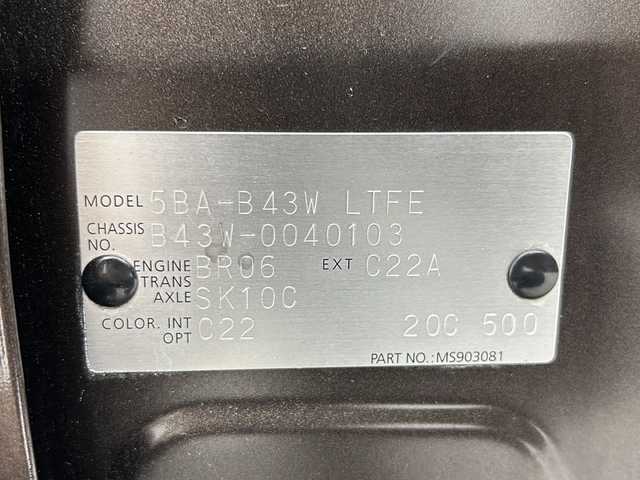 MODEL 5BA-B43W LTFE
CHASSIS NO. B43W-0040103
ENGINE BR06 EXT C22A
TRANS AXLE SK10C
COLOR. INT OPT C22 20C 500
PART NO.:MS903081